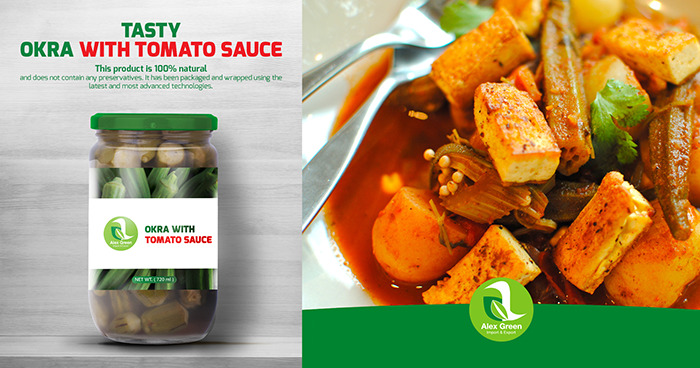 TASTY
OKRA WITH TOMATO SAUCE
This product is 100% natural
and does not contain any preservatives. It has been packaged and wrapped using the
latest and most advanced technologies.
Alex Green
OKRA WITH
TOMATO SAUCE
NET WT. ( 720 ml )
Alex Green
Import & Export